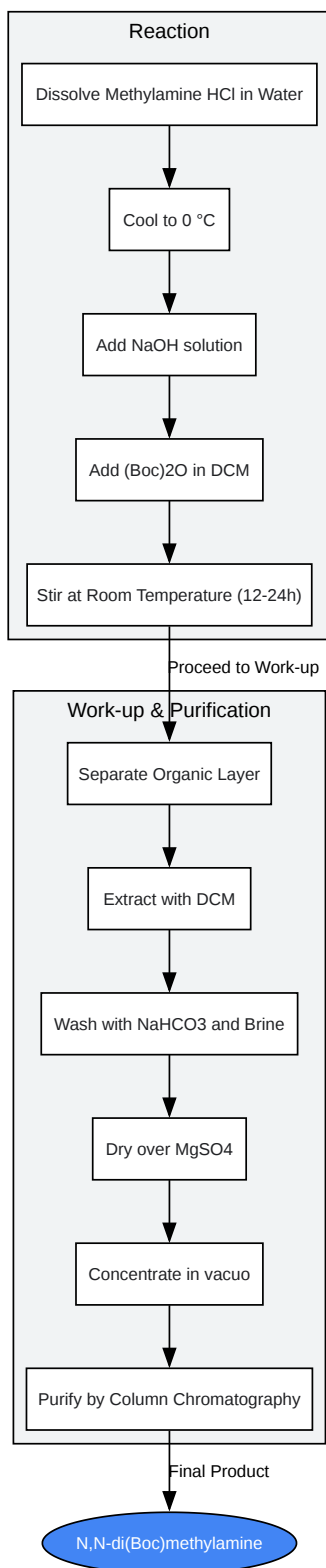 Reaction
Dissolve Methylamine HCl in Water
Cool to 0 °C
Add NaOH solution
Add (Boc)2O in DCM
Stir at Room Temperature (12-24h)
Proceed to Work-up
Work-up & Purification
Separate Organic Layer
Extract with DCM
Wash with NaHCO3 and Brine
Dry over MgSO4
Concentrate in vacuo
Purify by Column Chromatography
Final Product
N,N-di(Boc)methylamine